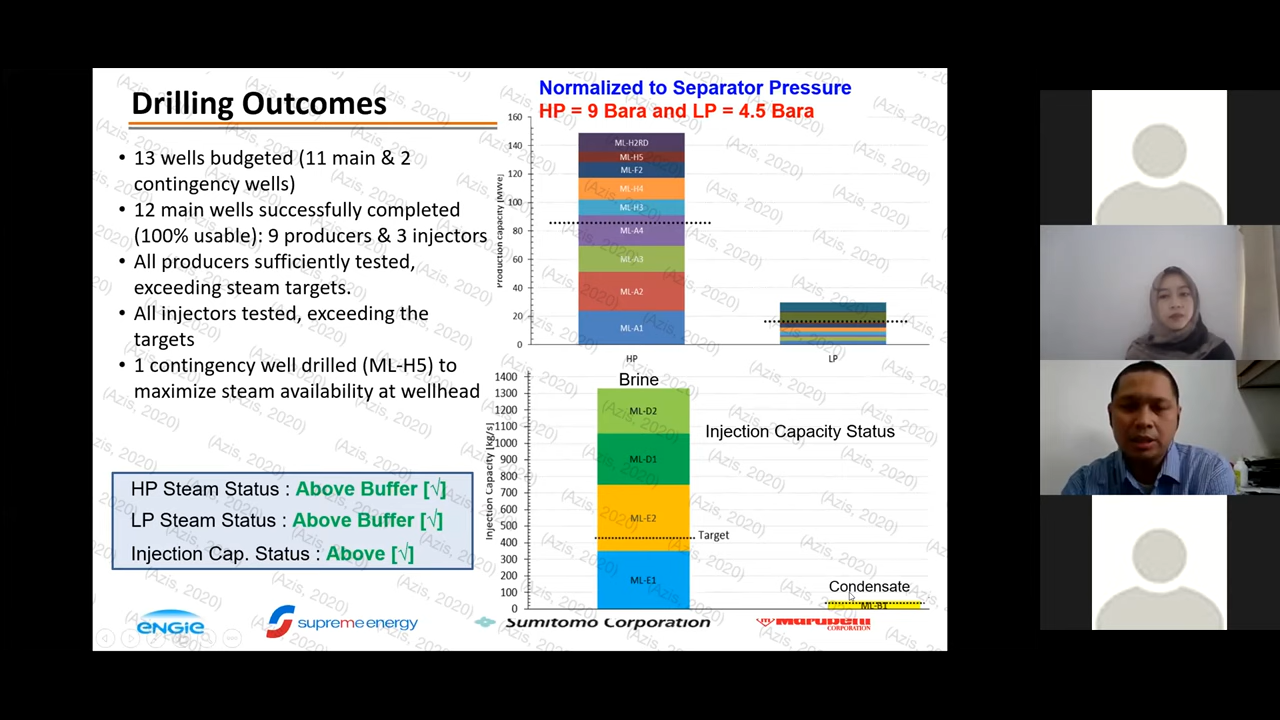 Drilling Outcomes
• 13 wells budgeted (11 main & 2
contingency wells)
• 12 main wells successfully completed
(100% usable): 9 producers & 3 injectors
• All producers sufficiently tested,
exceeding steam targets.
• All injectors tested, exceeding the
targets
• 1 contingency well drilled (ML-H5) to
maximize steam availability at wellhead
HP Steam Status : Above Buffer [√]
LP Steam Status : Above Buffer [√]
Injection Cap. Status : Above [√]
Normalized to Separator Pressure
HP = 9 Bara and LP = 4.5 Bara
Production capacity (MWe)
160
140
120
100
80
60
40
20
0
ML-H2RD
ML-H5
ML-F2
ML-H4
ML-H3
ML-A4
ML-A3
ML-A2
ML-A1
HP
LP
Injection Capacity (kg/s)
1400
1300
1200
1100
1000
900
800
700
600
500
400
300
200
100
0
Brine
ML-D2
ML-D1
ML-E2
ML-E1
Injection Capacity Status
Target
Condensate
ML-B1
(Azis, 2020)
ENGIE
supreme energy
Sumitomo Corporation
Marubeni
CORPORATION